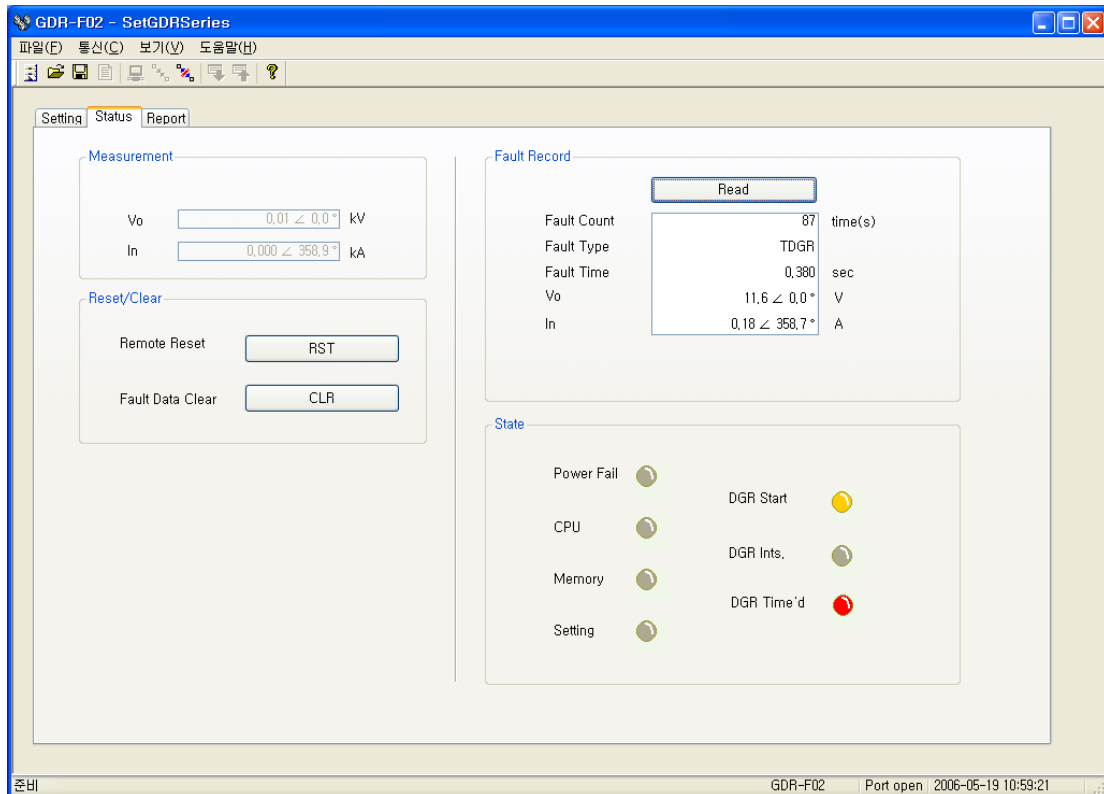 GDR-F02 - SetGDRSeries
파일(F) 통신(C) 보기(V) 도움말(H)
Setting Status Report
Measurement
Vo 0,01 ∠ 0,0 ° kV
In 0,000 ∠ 358,9 ° kA
Reset/Clear
Remote Reset RST
Fault Data Clear CLR
Fault Record
Read
Fault Count 87 time(s)
Fault Type TDGR
Fault Time 0,380 sec
Vo 11,6 ∠ 0,0 ° V
In 0,18 ∠ 358,7 ° A
State
Power Fail
CPU
Memory
Setting
DGR Start
DGR Ints,
DGR Time'd
준비 GDR-F02 Port open 2006-05-19 10:59:21